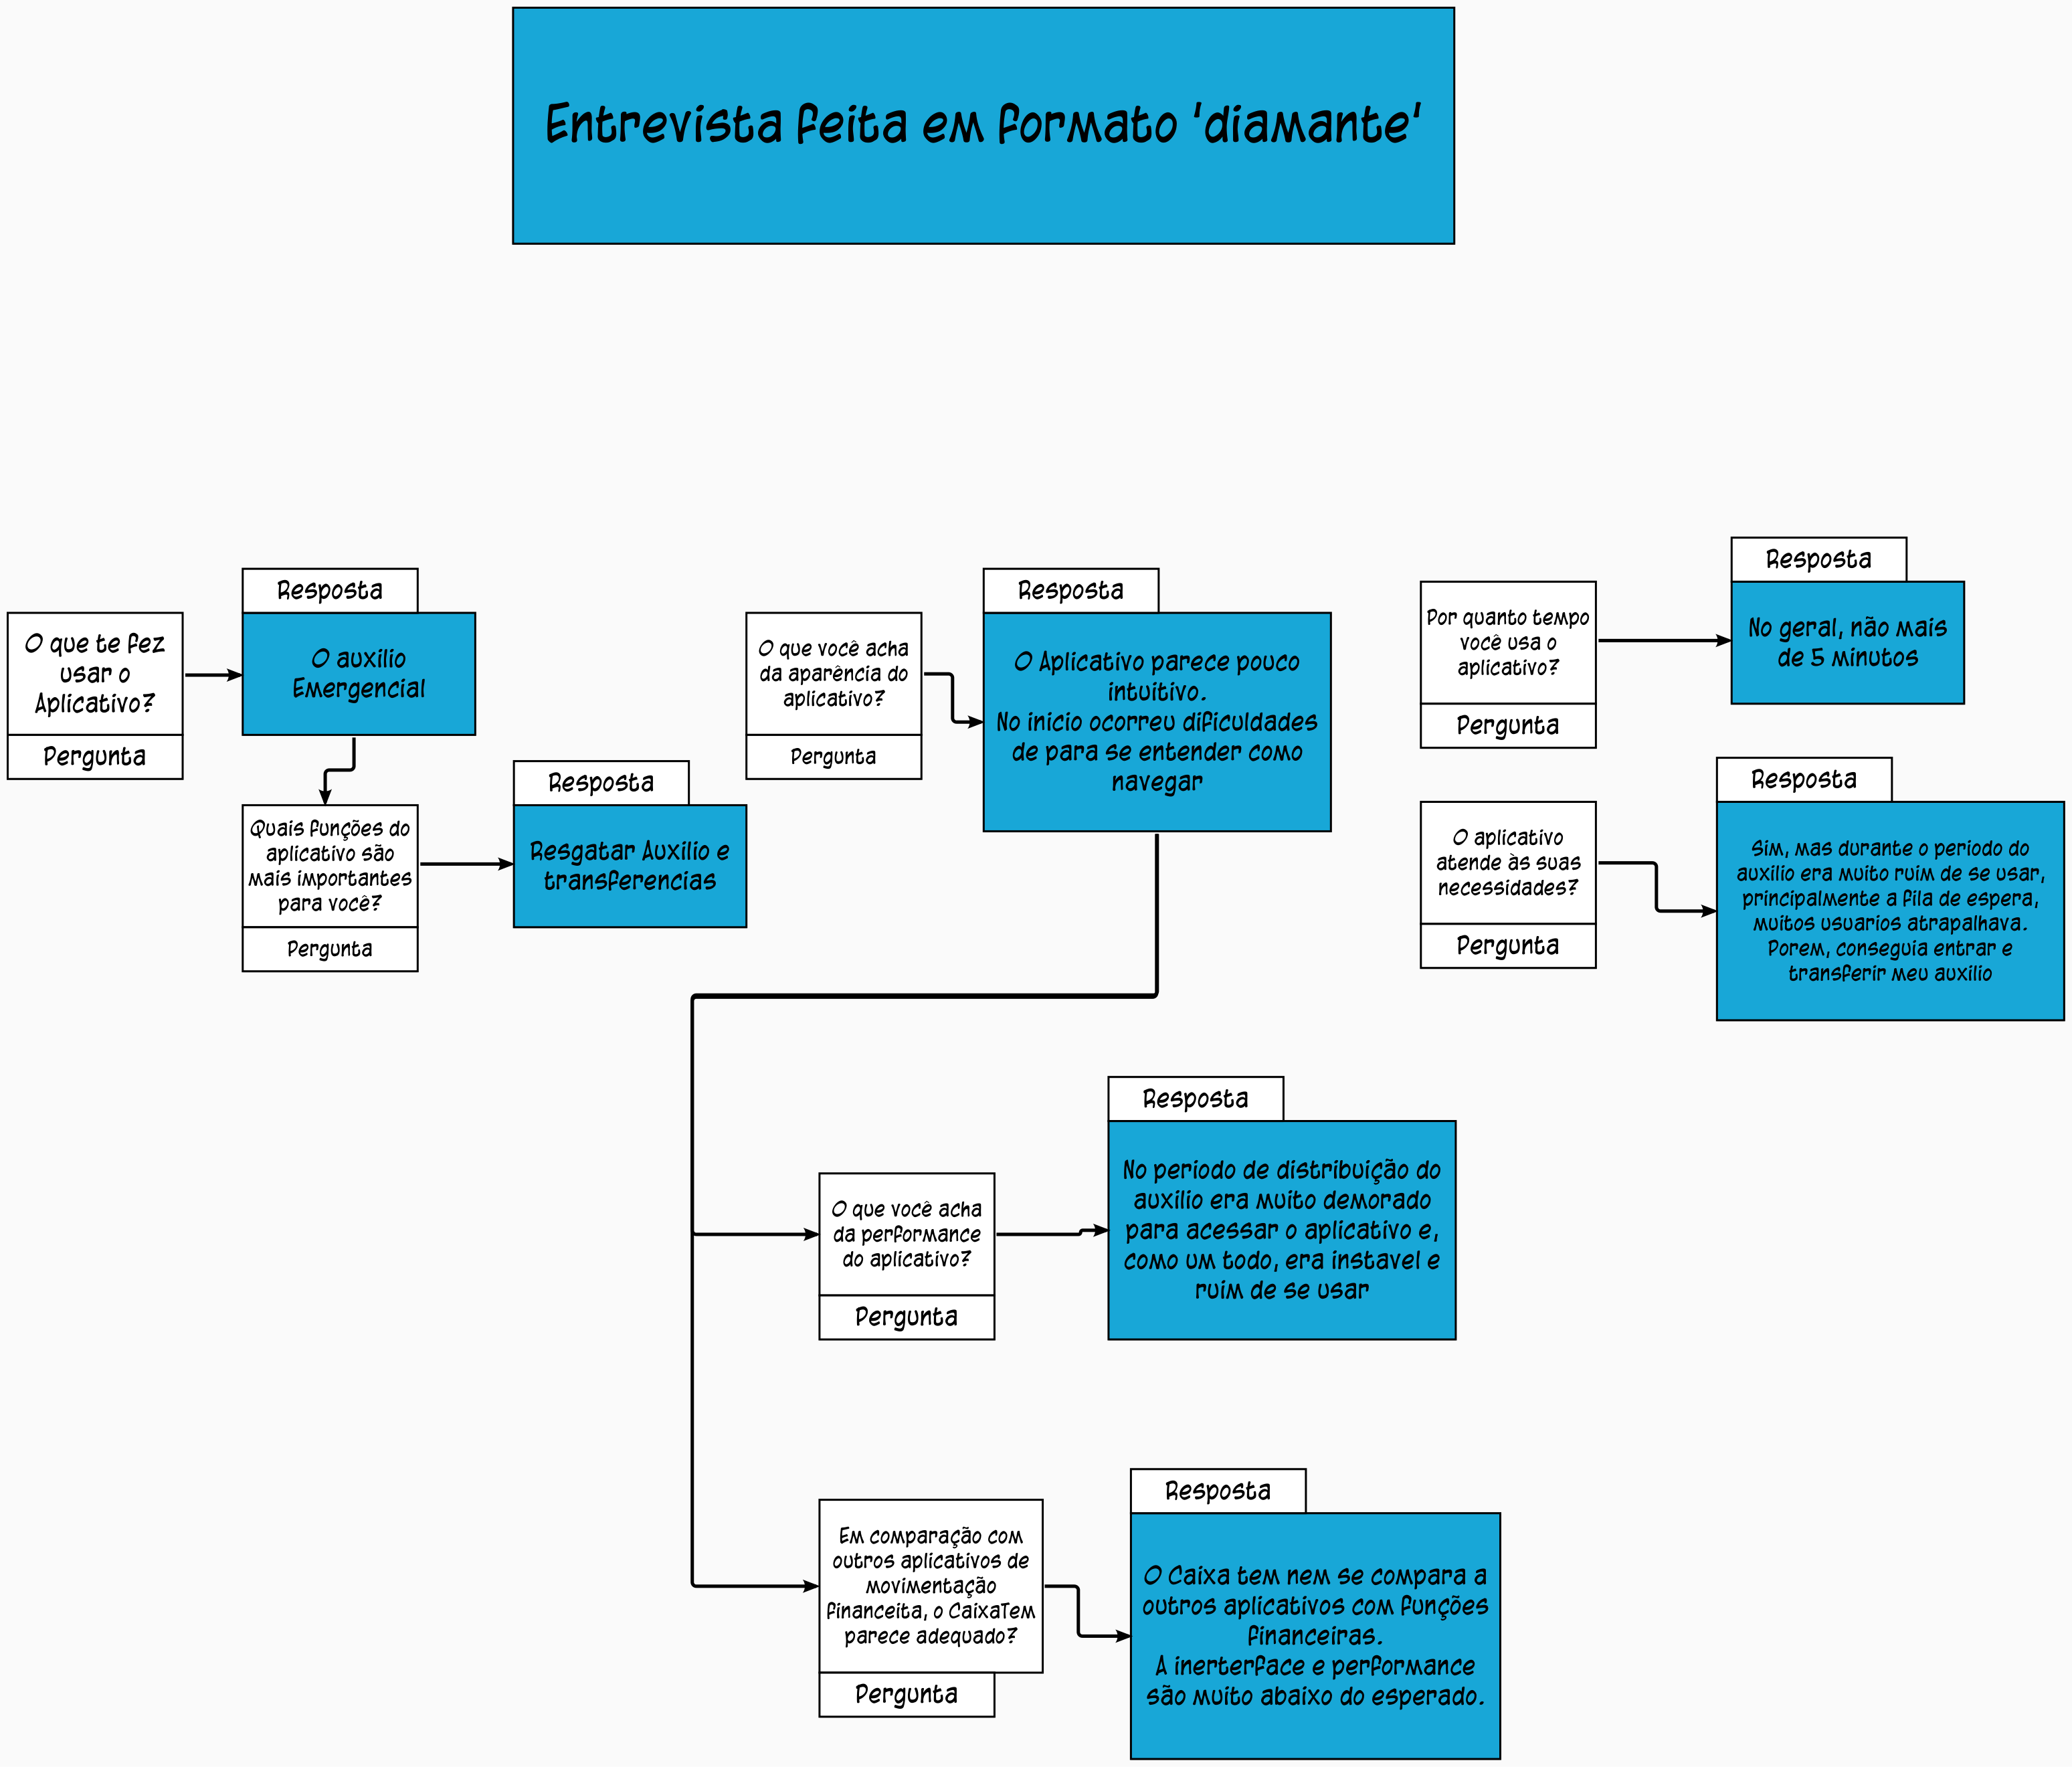 Entrevista feita em formato 'diamante'
O que te fez
usar o
Aplicativo?
Pergunta
Resposta
O auxilio
Emergencial
Quais funções do
aplicativo são
mais importantes
para você?
Pergunta
Resposta
Resgatar Auxilio e
transferencias
O que você acha
da aparência do
aplicativo?
Pergunta
Resposta
O Aplicativo parece pouco
intuitivo.
No inicio ocorreu dificuldades
de para se entender como
navegar
O que você acha
da performance
do aplicativo?
Pergunta
Resposta
No periodo de distribuição do
auxilio era muito demorado
para acessar o aplicativo e,
como um todo, era instavel e
ruim de se usar
Em comparação com
outros aplicativos de
movimentação
financeita, o CaixaTem
parece adequado?
Pergunta
Resposta
O Caixa tem nem se compara a
outros aplicativos com funções
financeiras.
A inerterface e performance
são muito abaixo do esperado.
Por quanto tempo
você usa o
aplicativo?
Pergunta
Resposta
No geral, não mais
de 5 minutos
O aplicativo
atende às suas
necessidades?
Pergunta
Resposta
Sim, mas durante o periodo do
auxilio era muito ruim de se usar,
principalmente a fila de espera,
muitos usuarios atrapalhava.
Porem, conseguia entrar e
transferir meu auxilio